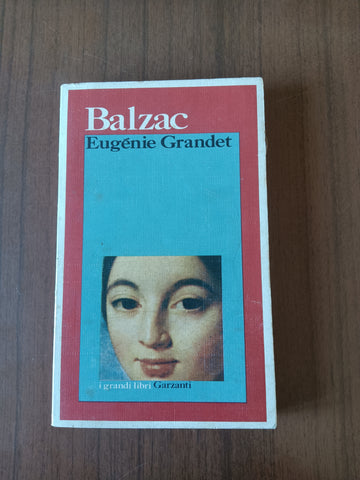 Balzac
Eugénie Grandet
i grandi libri Garzanti